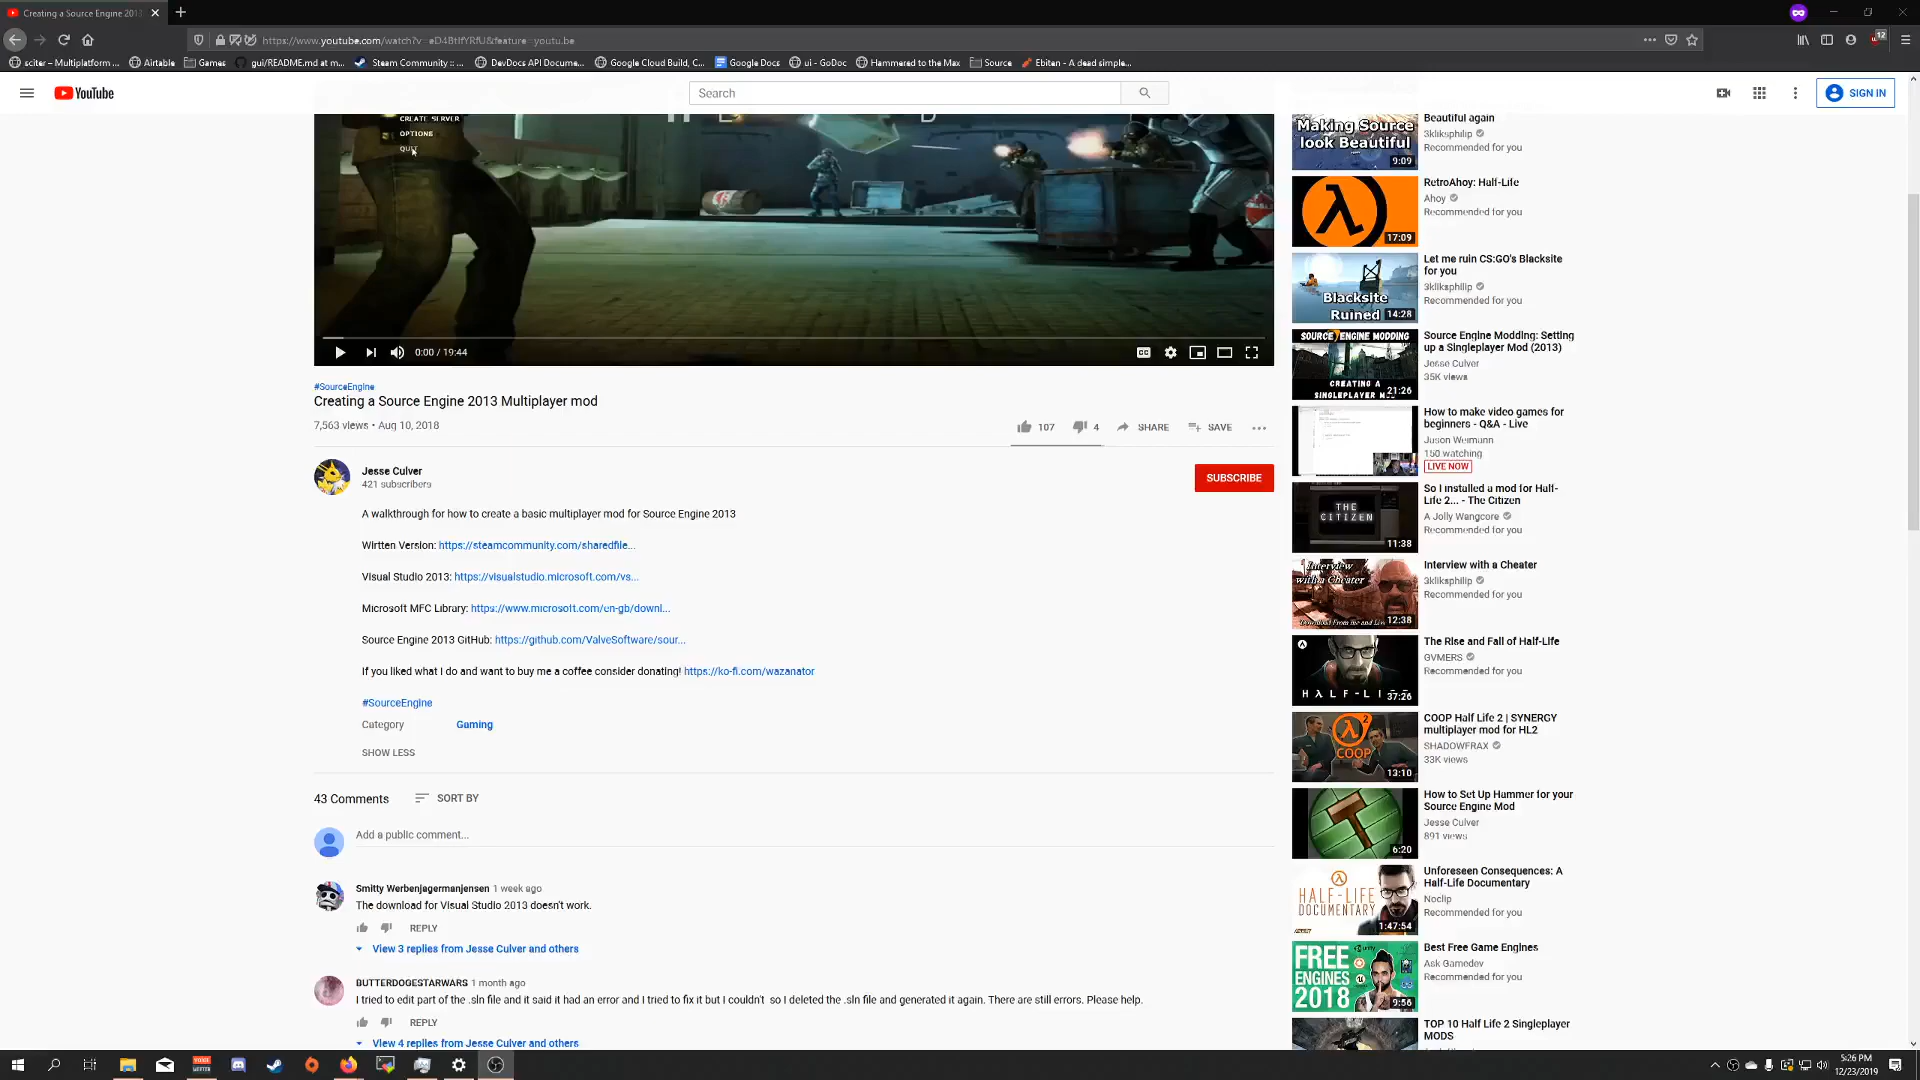 Creating a Source Engine 201
https://www.youtube.com/watch?v=eD4BtIfYRfU&feature=youtu.be
12
sciter – Multiplatform ...
Airtable
Games
gui/README.md at m...
Steam Community :: ...
DevDocs API Docume...
Google Cloud Build, C...
Google Docs
ui - GoDoc
Hammered to the Max
Source
Ebiten - A dead simple...
YouTube
Search
SIGN IN
CREATE SERVER
OPTIONS
QUIT
0:00 / 19:44
#SourceEngine
Creating a Source Engine 2013 Multiplayer mod
7,563 views • Aug 10, 2018
107
4
SHARE
SAVE
Jesse Culver
421 subscribers
SUBSCRIBE
A walkthrough for how to create a basic multiplayer mod for Source Engine 2013
Wirtten Version: https://steamcommunity.com/sharedfile...
Visual Studio 2013: https://visualstudio.microsoft.com/vs...
Microsoft MFC Library: https://www.microsoft.com/en-gb/downl...
Source Engine 2013 GitHub: https://github.com/ValveSoftware/sour...
If you liked what I do and want to buy me a coffee consider donating! https://ko-fi.com/wazanator
#SourceEngine
Category
Gaming
SHOW LESS
43 Comments
SORT BY
Add a public comment...
Smitty Werbenjagermanjensen 1 week ago
The download for Visual Studio 2013 doesn't work.
REPLY
View 3 replies from Jesse Culver and others
BUTTERDOGESTARWARS 1 month ago
I tried to edit part of the .sln file and it said it had an error and I tried to fix it but I couldn't so I deleted the .sln file and generated it again. There are still errors. Please help.
REPLY
View 4 replies from Jesse Culver and others
Making Source
look Beautiful
9:09
Beautiful again
3kliksphilip
Recommended for you
17:09
RetroAhoy: Half-Life
Ahoy
Recommended for you
Blacksite
Ruined
14:28
Let me ruin CS:GO's Blacksite
for you
3kliksphilip
Recommended for you
SOURCE ENGINE MODDING
CREATING A
SINGLEPLAYER M
21:26
Source Engine Modding: Setting
up a Singleplayer Mod (2013)
Jesse Culver
35K views
How to make video games for
beginners - Q&A - Live
Jason Weimann
150 watching
LIVE NOW
THE
CITIZEN
11:38
So I installed a mod for Half-
Life 2... - The Citizen
A Jolly Wangcore
Recommended for you
Interview
with a Cheater
12:38
Interview with a Cheater
3kliksphilip
Recommended for you
HΛLF-LI
37:26
The Rise and Fall of Half-Life
GVMERS
Recommended for you
2
COOP
13:10
COOP Half Life 2 | SYNERGY
multiplayer mod for HL2
SHADOWFRAX
33K views
6:20
How to Set Up Hammer for your
Source Engine Mod
Jesse Culver
891 views
HALF-LIFE
DOCUMENTARY
1:47:54
Unforeseen Consequences: A
Half-Life Documentary
Noclip
Recommended for you
FREE
ENGINES
2018
unity
9:56
Best Free Game Engines
Ask Gamedev
Recommended for you
TOP 10 Half Life 2 Singleplayer
MODS
5:26 PM
12/23/2019